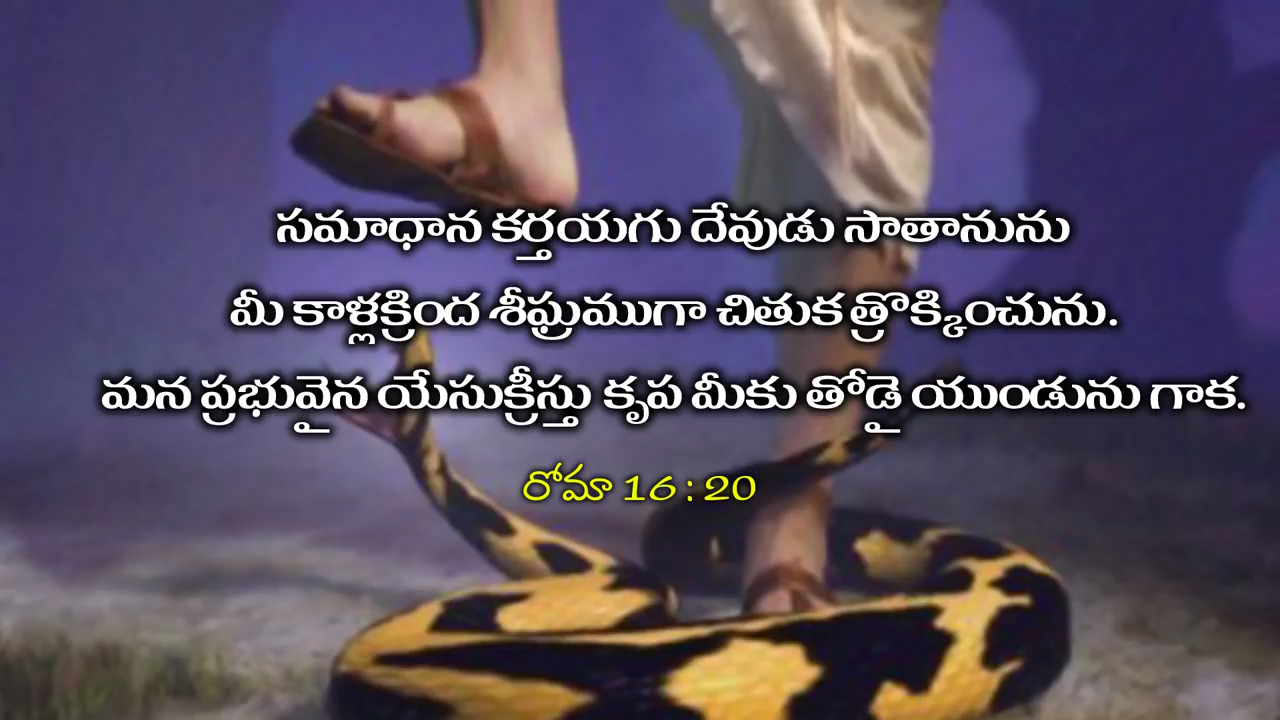 సమాధాన కర్తయగు దేవుడు సాతానును
మీ కాళ్లక్రింద శీఘ్రముగా చితుక త్రొక్కించును.
మన ప్రభువైన యేసుక్రీస్తు కృప మీకు తోడై యుండును గాక.
రోమా 16 : 20